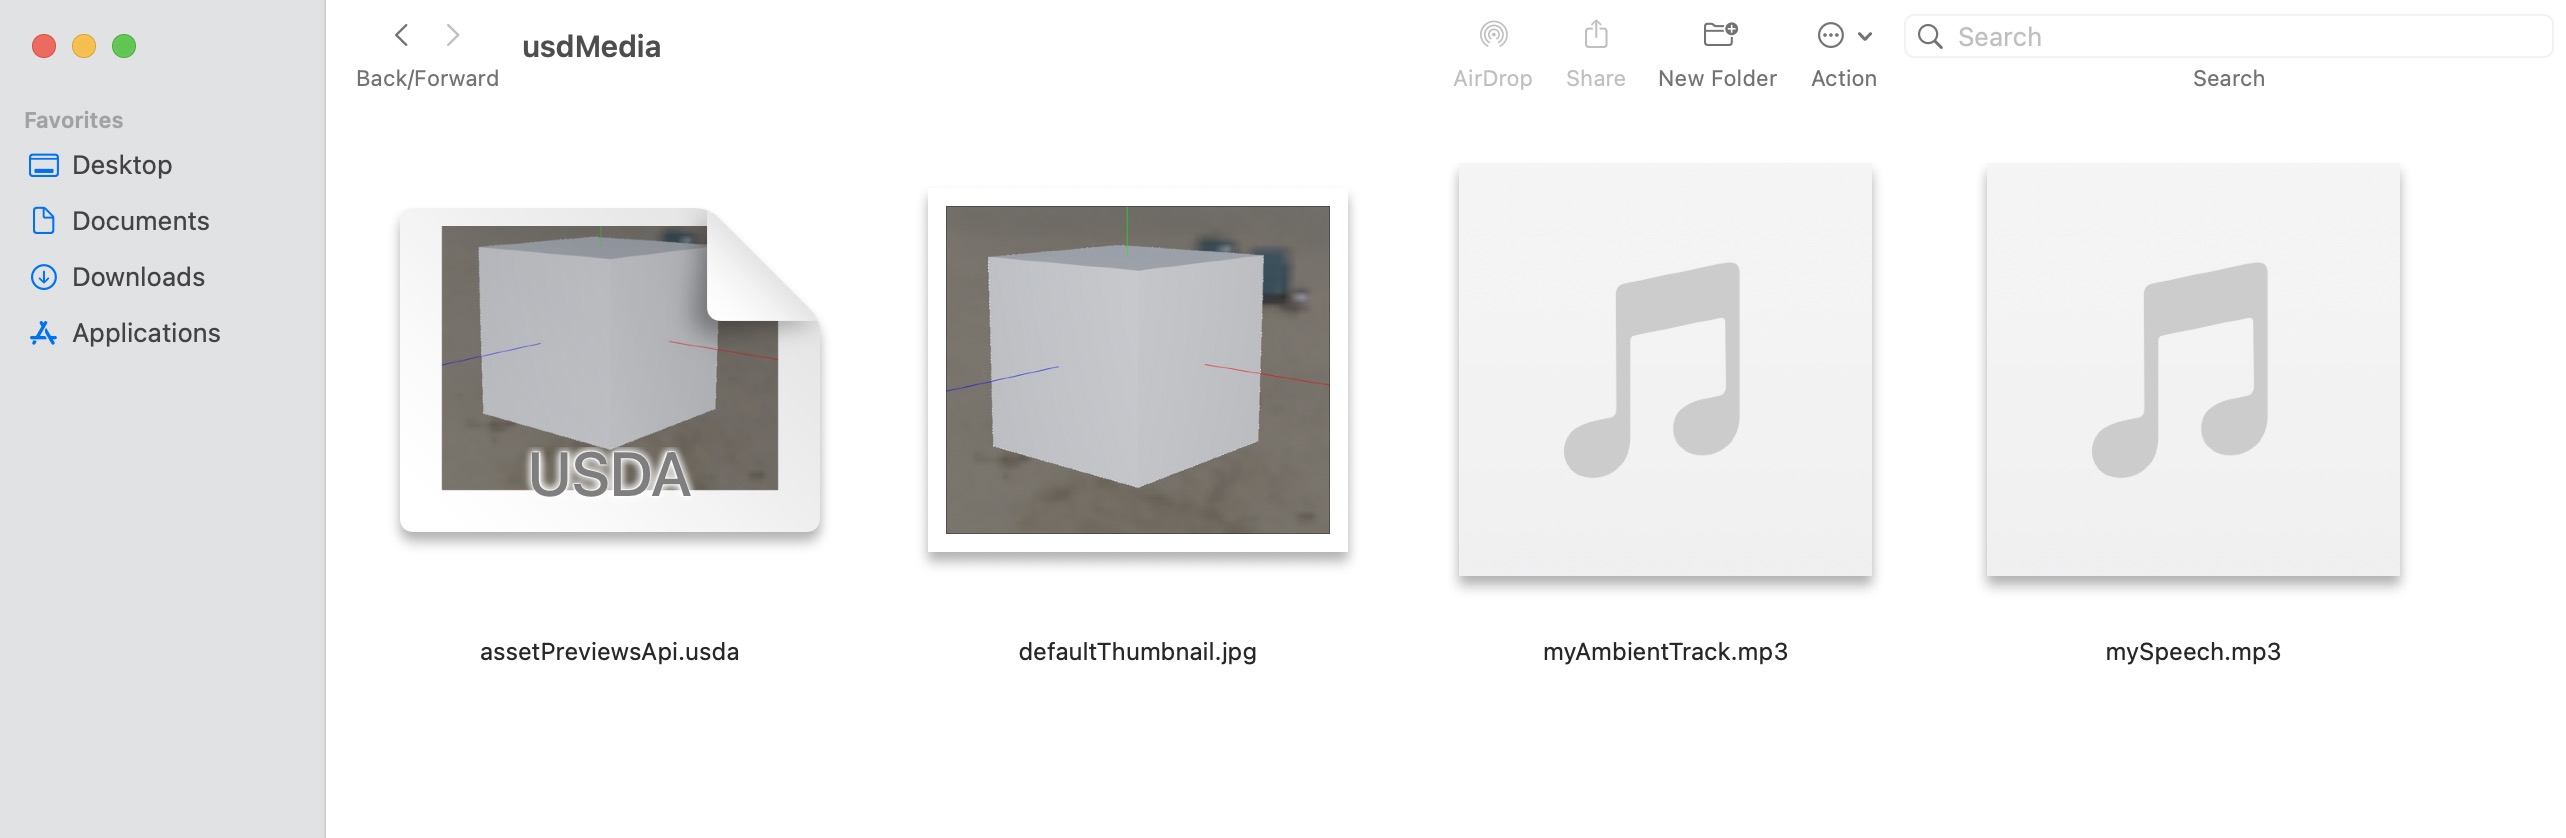 usdMedia
Back/Forward
AirDrop
Share
New Folder
Action
Search
Search
Favorites
Desktop
Documents
Downloads
Applications
USDA
assetPreviewsApi.usda
defaultThumbnail.jpg
myAmbientTrack.mp3
mySpeech.mp3